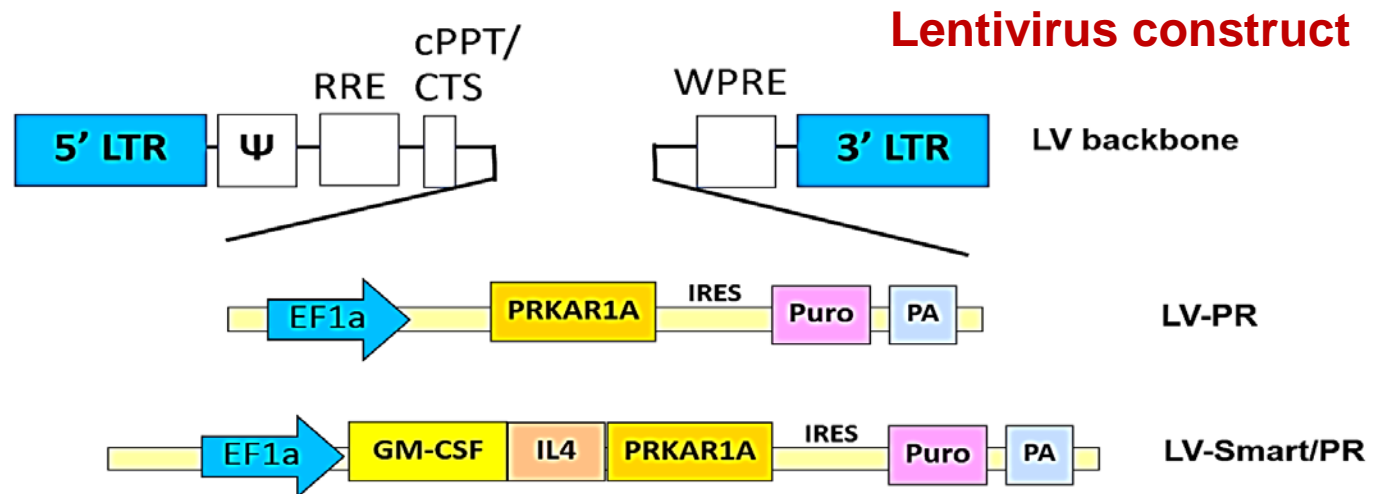 Lentivirus construct
cPPT/
CTS
RRE
WPRE
5’ LTR
Ψ
3’ LTR
LV backbone
EF1a
PRKAR1A
IRES
Puro
PA
LV-PR
EF1a
GM-CSF
IL4
PRKAR1A
IRES
Puro
PA
LV-Smart/PR